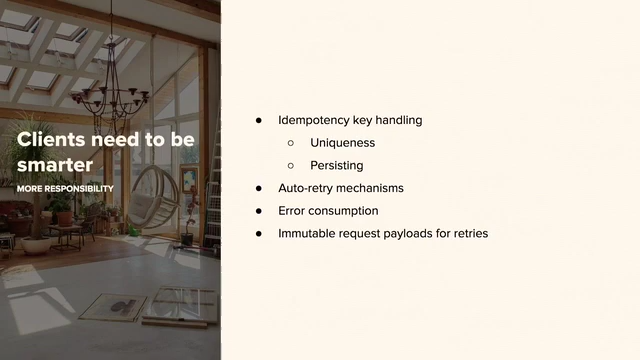 Clients need to be
smarter
MORE RESPONSIBILITY
● Idempotency key handling
○ Uniqueness
○ Persisting
● Auto-retry mechanisms
● Error consumption
● Immutable request payloads for retries